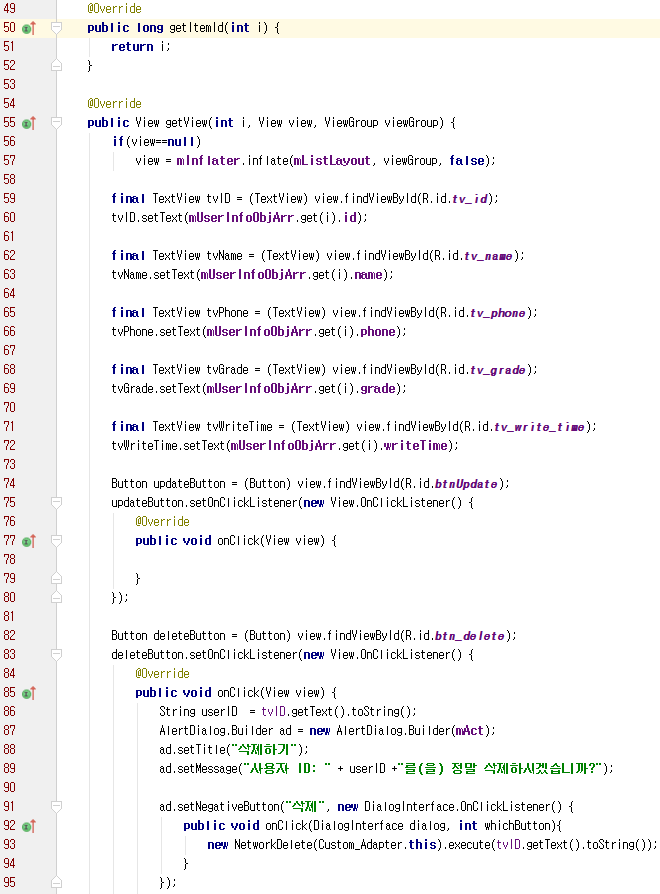 49 @Override
50 public long getItemId(int i) {
51 return i;
52 }
53
54 @Override
55 public View getView(int i, View view, ViewGroup viewGroup) {
56 if(view==null)
57 view = mInflater.inflate(mListLayout, viewGroup, false);
58
59 final TextView tvID = (TextView) view.findViewById(R.id.tv_id);
60 tvID.setText(mUserInfoObjArr.get(i).id);
61
62 final TextView tvName = (TextView) view.findViewById(R.id.tv_name);
63 tvName.setText(mUserInfoObjArr.get(i).name);
64
65 final TextView tvPhone = (TextView) view.findViewById(R.id.tv_phone);
66 tvPhone.setText(mUserInfoObjArr.get(i).phone);
67
68 final TextView tvGrade = (TextView) view.findViewById(R.id.tv_grade);
69 tvGrade.setText(mUserInfoObjArr.get(i).grade);
70
71 final TextView tvWriteTime = (TextView) view.findViewById(R.id.tv_write_time);
72 tvWriteTime.setText(mUserInfoObjArr.get(i).writeTime);
73
74 Button updateButton = (Button) view.findViewById(R.id.btnUpdate);
75 updateButton.setOnClickListener(new View.OnClickListener() {
76 @Override
77 public void onClick(View view) {
78
79 }
80 });
81
82 Button deleteButton = (Button) view.findViewById(R.id.btn_delete);
83 deleteButton.setOnClickListener(new View.OnClickListener() {
84 @Override
85 public void onClick(View view) {
86 String userID  = tvID.getText().toString();
87 AlertDialog.Builder ad = new AlertDialog.Builder(mAct);
88 ad.setTitle("삭제하기");
89 ad.setMessage("사용자 ID: " + userID +"를(을) 정말 삭제하시겠습니까?");
90
91 ad.setNegativeButton("삭제", new DialogInterface.OnClickListener() {
92 public void onClick(DialogInterface dialog, int whichButton){
93 new NetworkDelete(Custom_Adapter.this).execute(tvID.getText().toString());
94 }
95 });